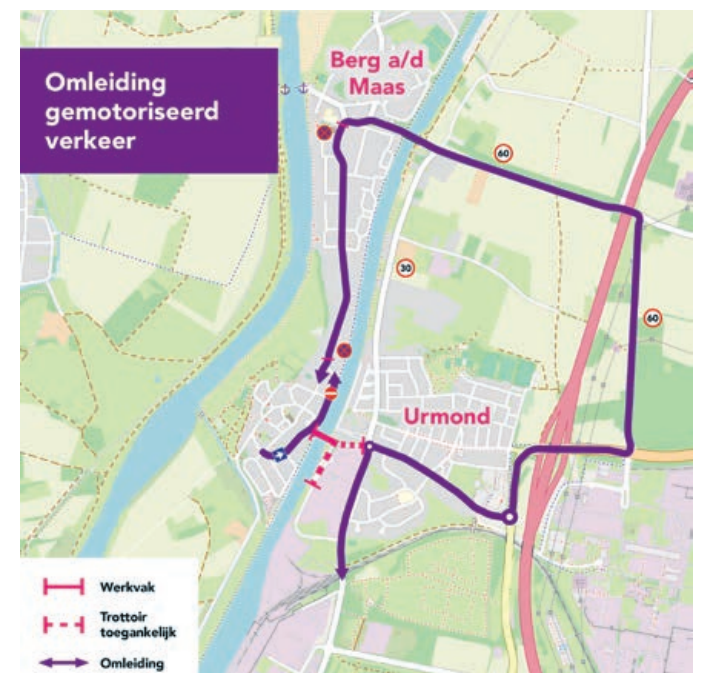 Omleiding
gemotoriseerd
verkeer
Berg a/d
Maas
60
30
60
Urmond
Werkvak
Trottoir
toegankelijk
Omleiding